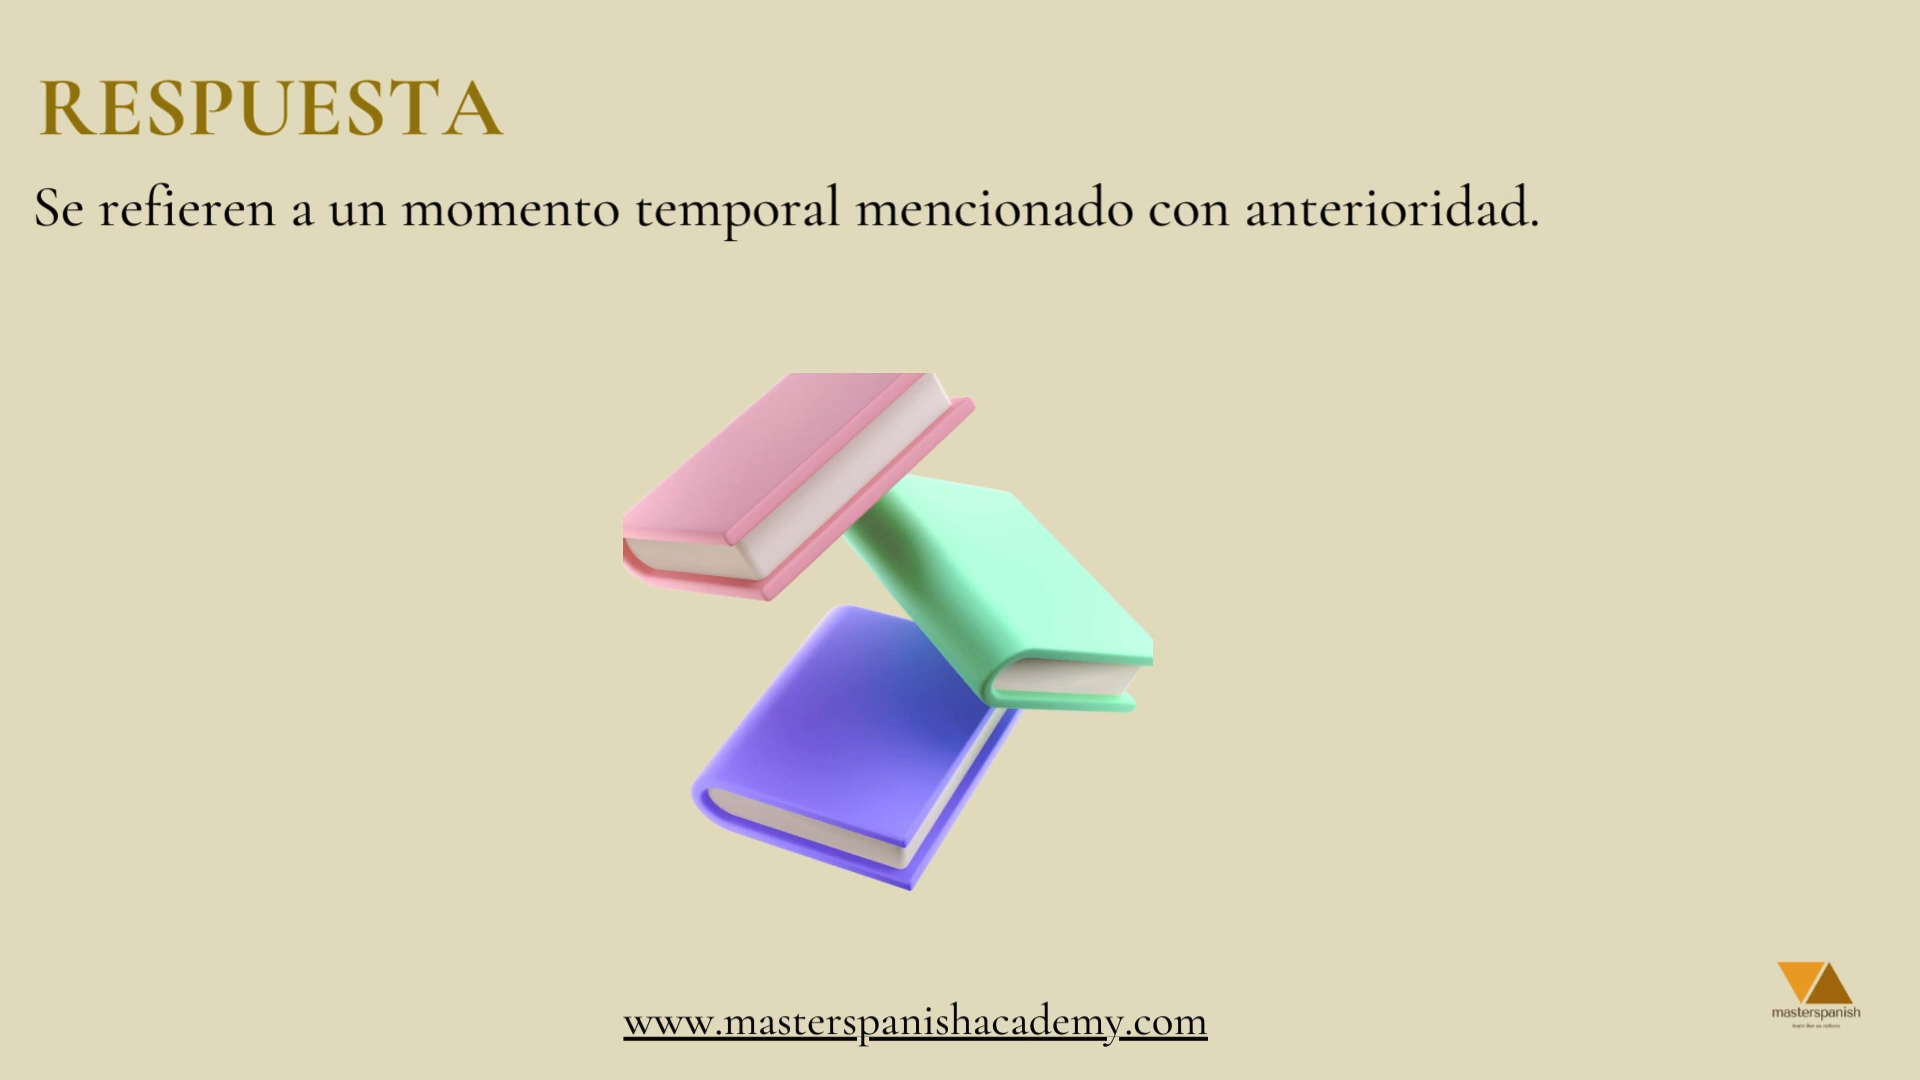 RESPUESTA
Se refieren a un momento temporal mencionado con anterioridad.
www.masterspanishacademy.com
masterspanish